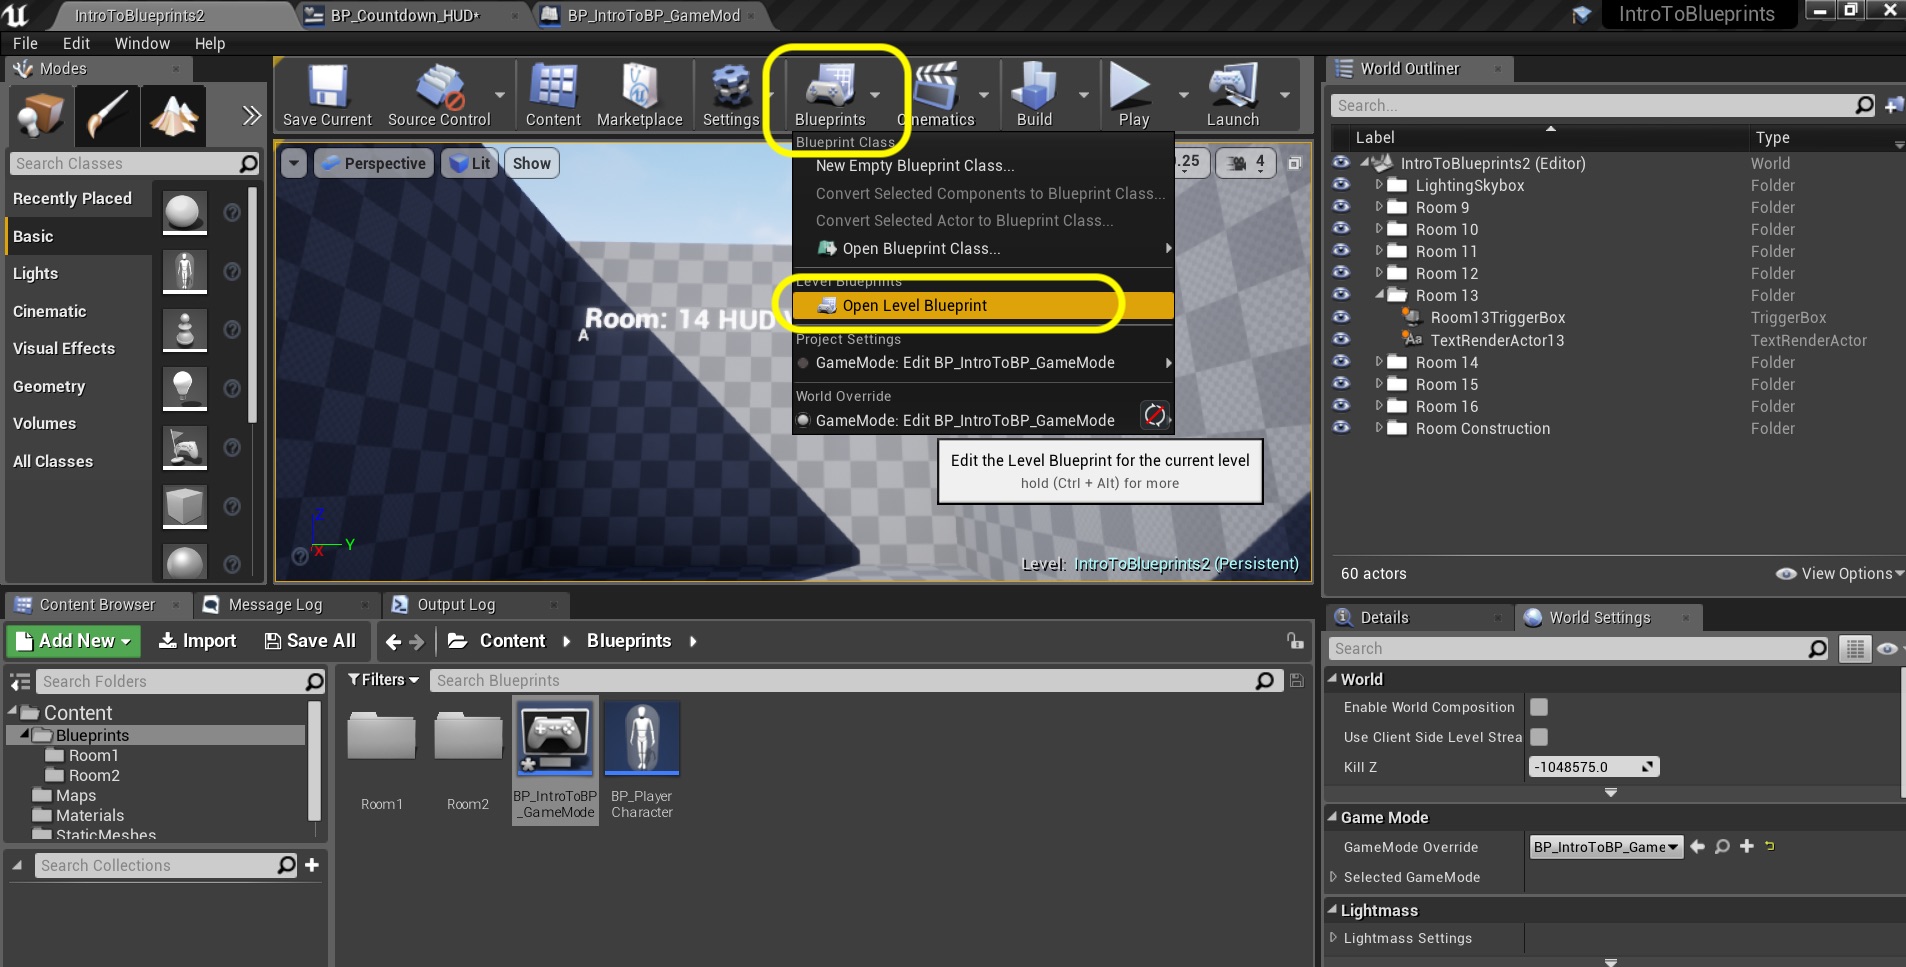 IntroToBlueprints2
BP_Countdown_HUD*
BP_IntroToBP_GameMod
IntroToBlueprints
File Edit Window Help
Modes
Search Classes
Recently Placed
Basic
Lights
Cinematic
Visual Effects
Geometry
Volumes
All Classes
Save Current
Source Control
Content
Marketplace
Settings
Blueprints
Cinematics
Build
Play
Launch
Perspective
Lit
Show
.25
4
Blueprint Class
New Empty Blueprint Class...
Convert Selected Components to Blueprint Class...
Convert Selected Actor to Blueprint Class...
Open Blueprint Class...
Level Blueprints
Open Level Blueprint
Project Settings
GameMode: Edit BP_IntroToBP_GameMode
World Override
GameMode: Edit BP_IntroToBP_GameMode
Edit the Level Blueprint for the current level
hold (Ctrl + Alt) for more
Room: 14 HUD
A
Z
X
Y
Level: IntroToBlueprints2 (Persistent)
World Outliner
Search...
Label Type
IntroToBlueprints2 (Editor) World
LightingSkybox Folder
Room 9 Folder
Room 10 Folder
Room 11 Folder
Room 12 Folder
Room 13 Folder
Room13TriggerBox TriggerBox
TextRenderActor13 TextRenderActor
Room 14 Folder
Room 15 Folder
Room 16 Folder
Room Construction Folder
60 actors
View Options
Content Browser
Message Log
Output Log
Add New
Import
Save All
Content
Blueprints
Search Folders
Content
Blueprints
Room1
Room2
Maps
Materials
StaticMeshes
Search Collections
Filters
Search Blueprints
Room1
Room2
BP_IntroToBP
_GameMode
BP_Player
Character
Details
World Settings
Search
World
Enable World Composition
Use Client Side Level Strea
Kill Z -1048575.0
Game Mode
GameMode Override BP_IntroToBP_Game
Selected GameMode
Lightmass
Lightmass Settings